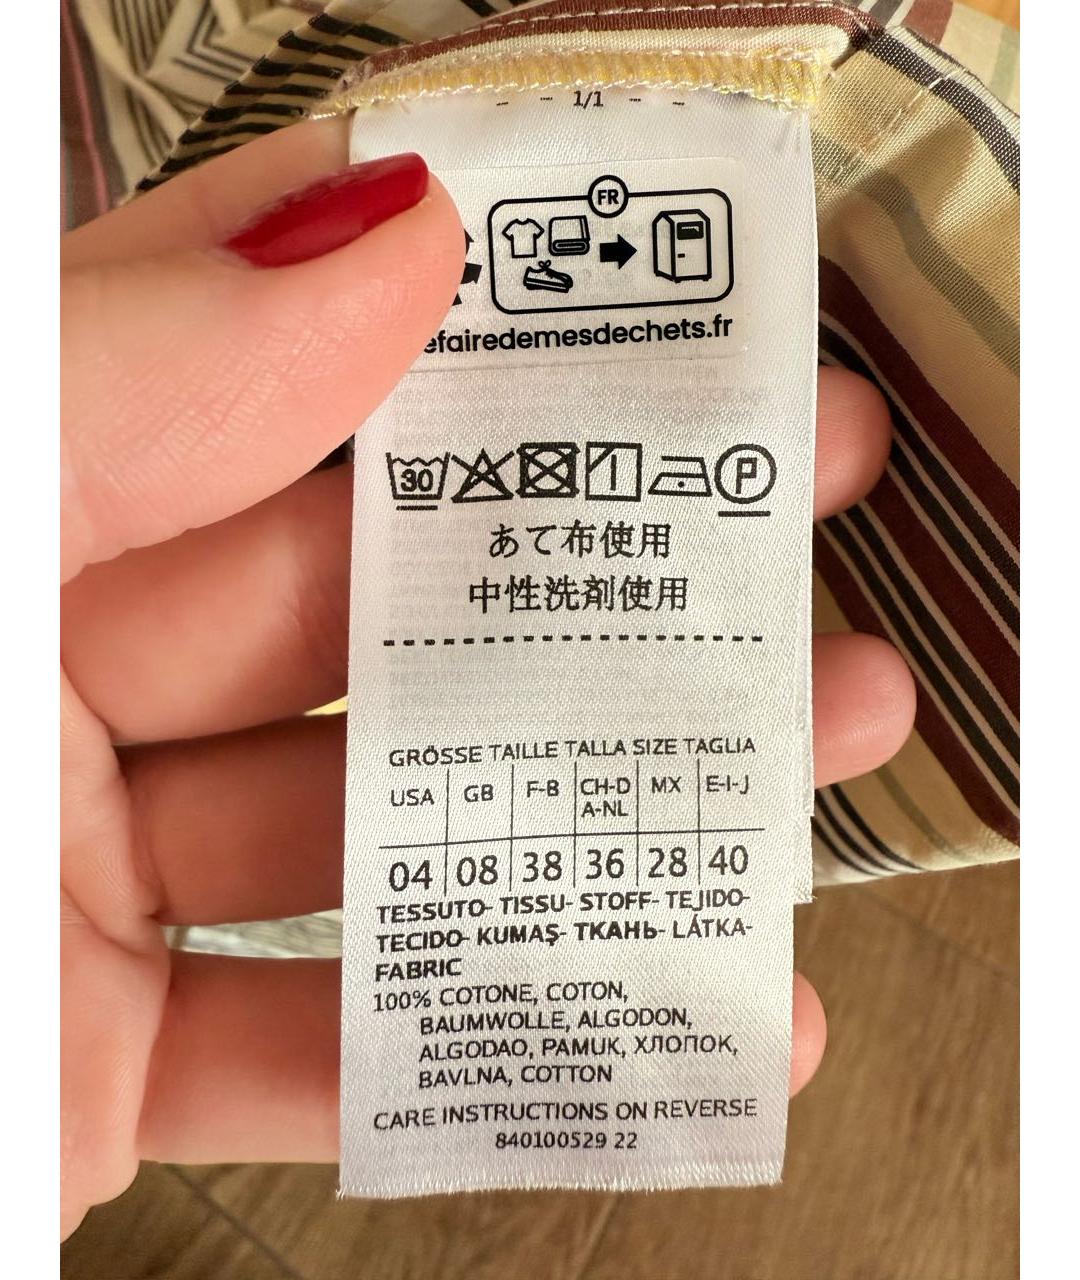 1/1
FR
efairedemesdechets.fr
30 P
あて布使用
中性洗剤使用
GRÖSSE TAILLE TALLA SIZE TAGLIA
USA GB F-B CH-D A-NL MX E-I-J
04 08 38 36 28 40
TESSUTO- TISSU- STOFF- TEJIDO-
TECIDO- KUMAŞ- ТКАНЬ- LÁTKA-
FABRIC
100% COTONE, COTON,
BAUMWOLLE, ALGODON,
ALGODAO, PAMUK, ХЛОПОК,
BAVLNA, COTTON
CARE INSTRUCTIONS ON REVERSE
840100529 22